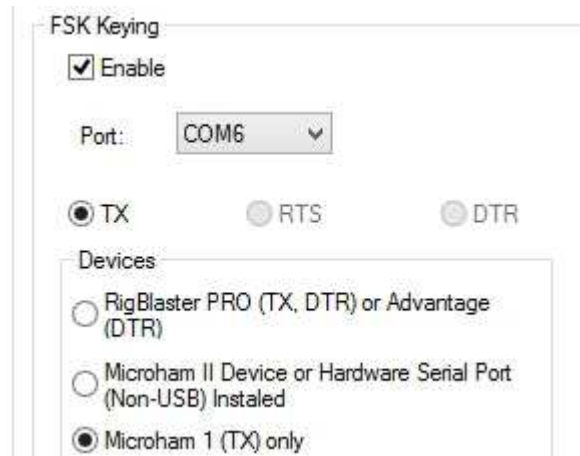 FSK Keying
Enable
Port: COM6
TX RTS DTR
Devices
RigBlaster PRO (TX, DTR) or Advantage
(DTR)
Microham II Device or Hardware Serial Port
(Non-USB) Instaled
Microham 1 (TX) only